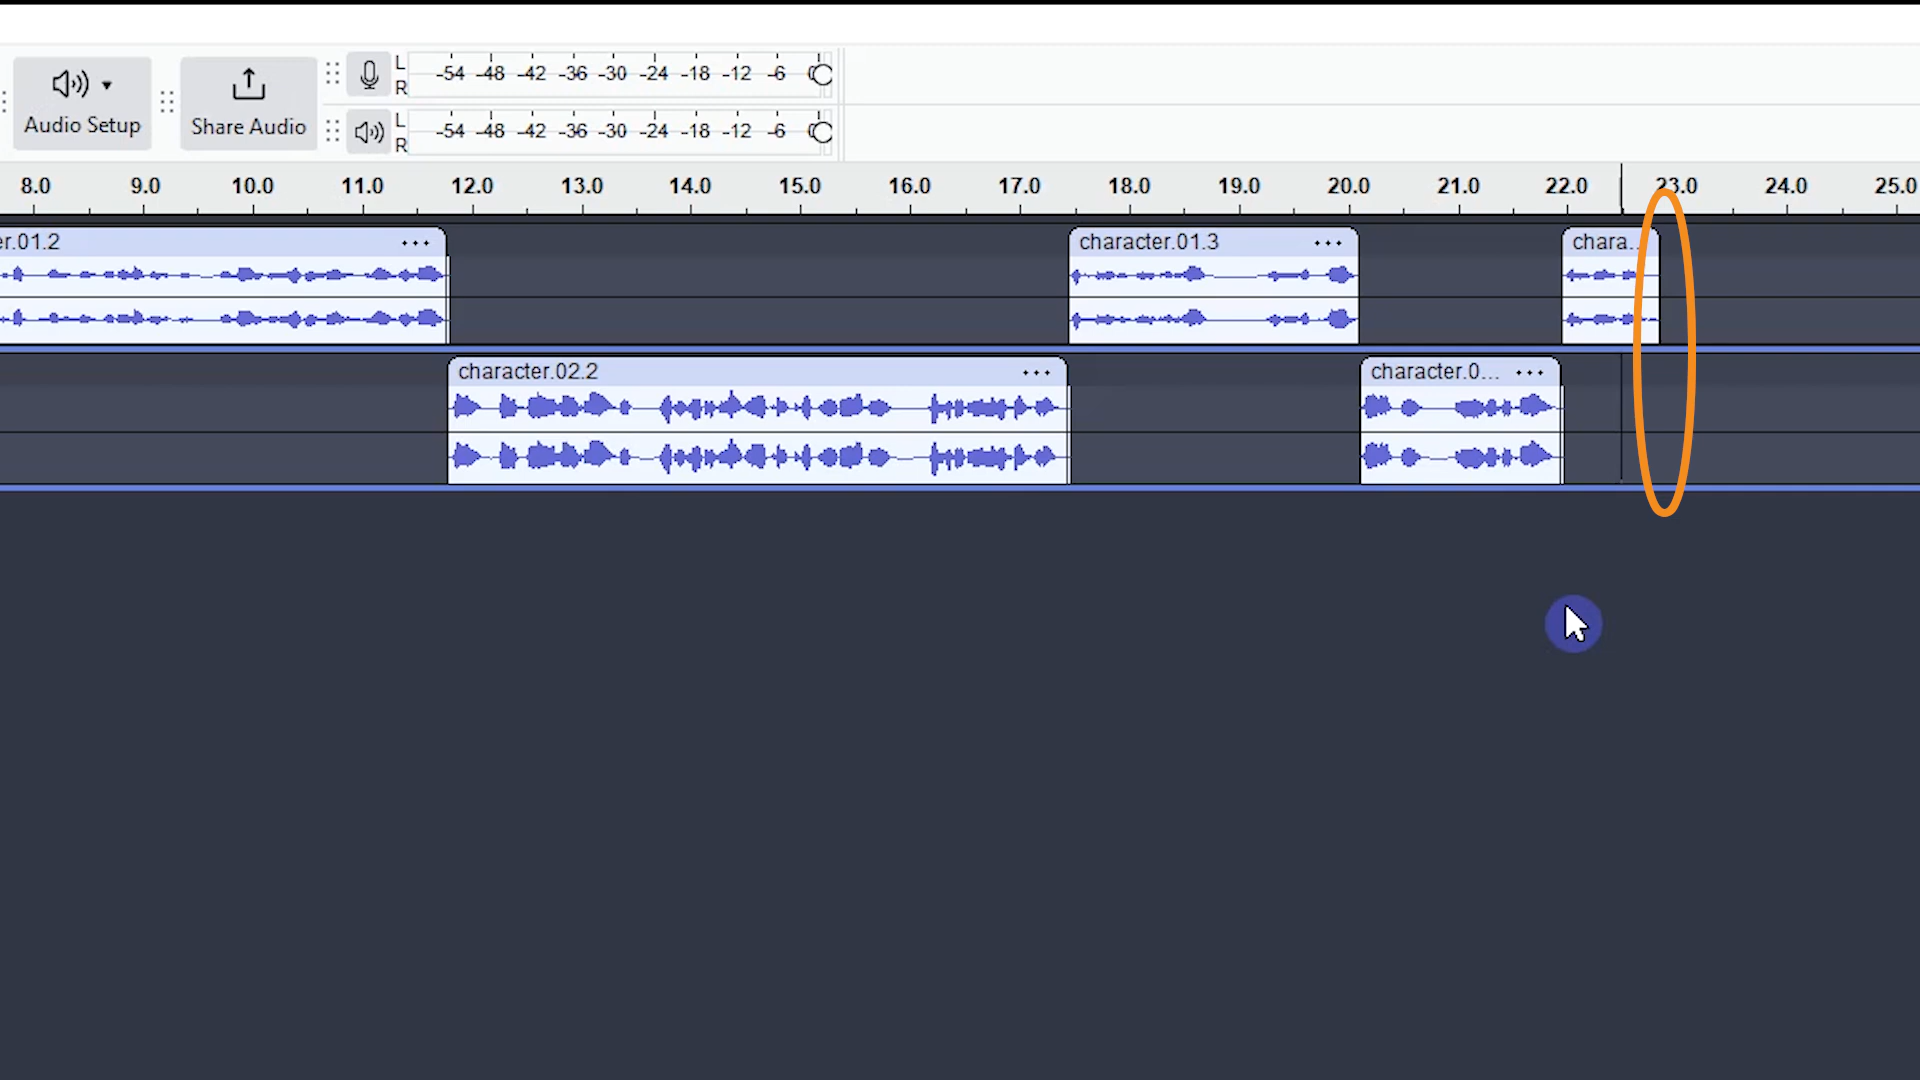 L
-54 -48 -42 -36 -30 -24 -18 -12 -6 0
R
Audio Setup
Share Audio
L
-54 -48 -42 -36 -30 -24 -18 -12 -6 0
R
8.0 9.0 10.0 11.0 12.0 13.0 14.0 15.0 16.0 17.0 18.0 19.0 20.0 21.0 22.0 23.0 24.0 25.0
er.01.2 ... character.01.3 ... chara...
character.02.2 ... character.0... ...